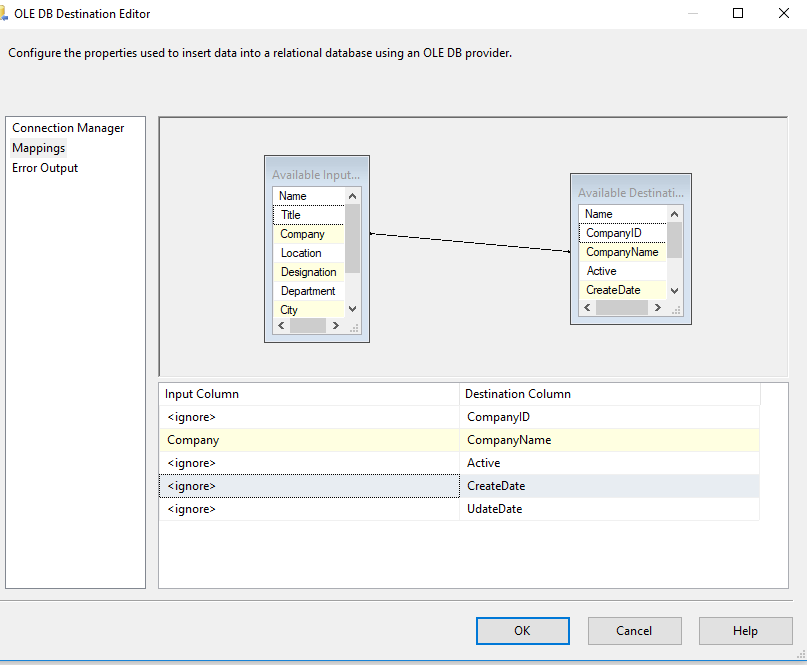 OLE DB Destination Editor
Configure the properties used to insert data into a relational database using an OLE DB provider.
Connection Manager
Mappings
Error Output
Available Input...
Name
Title
Company
Location
Designation
Department
City
Available Destinati...
Name
CompanyID
CompanyName
Active
CreateDate
Input Column Destination Column
<ignore> CompanyID
Company CompanyName
<ignore> Active
<ignore> CreateDate
<ignore> UdateDate
OK Cancel Help